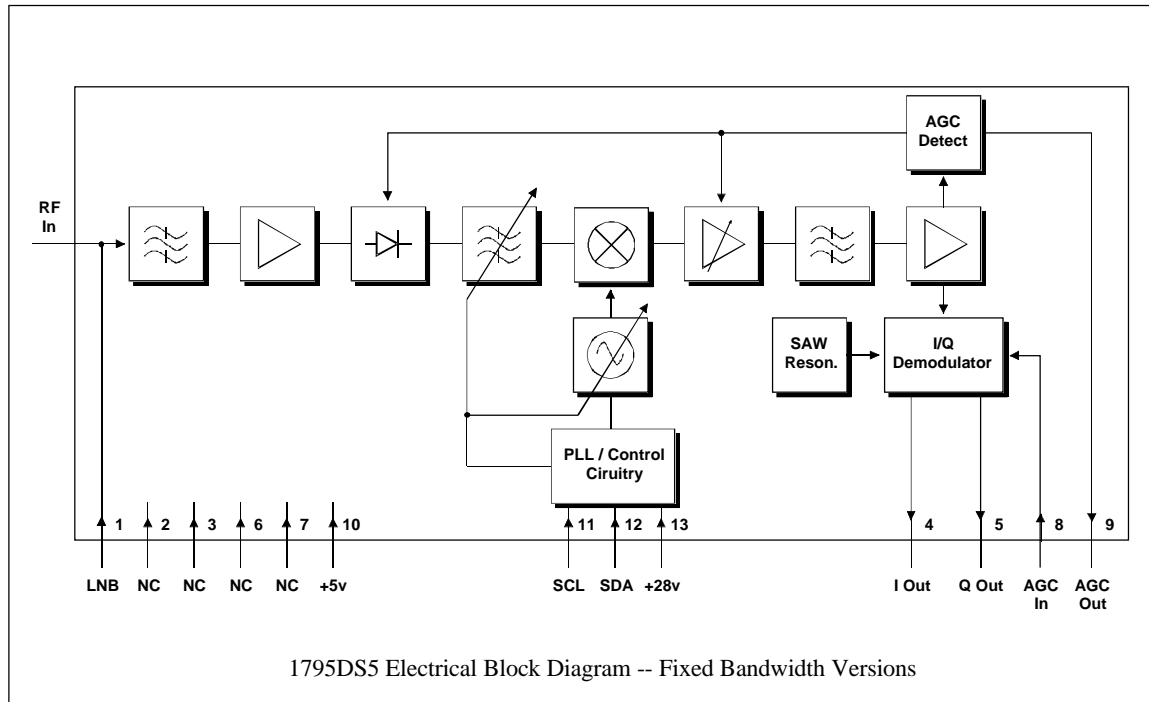 AGC
Detect
RF
In
SAW
Reson.
I/Q
Demodulator
PLL / Control
Ciruitry
1 2 3 6 7 10 11 12 13 4 5 8 9
LNB NC NC NC NC +5v SCL SDA +28v I Out Q Out AGC In AGC Out
1795DS5 Electrical Block Diagram -- Fixed Bandwidth Versions